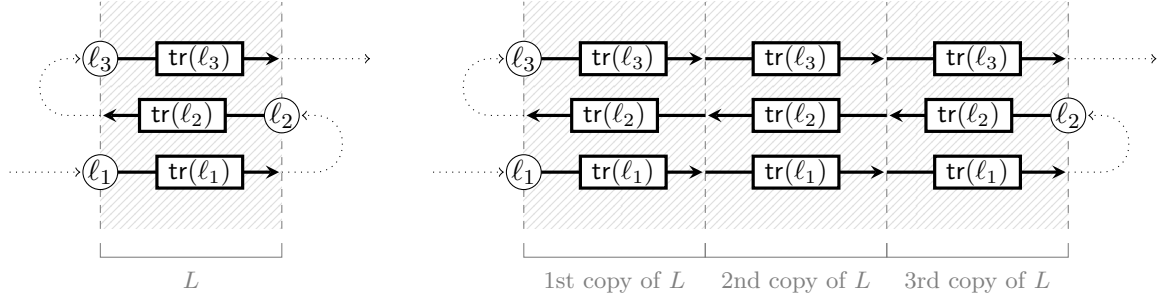 ℓ₃ tr(ℓ₃) ℓ₃ tr(ℓ₃) tr(ℓ₃) tr(ℓ₃)
tr(ℓ₂) ℓ₂ tr(ℓ₂) tr(ℓ₂) tr(ℓ₂) ℓ₂
ℓ₁ tr(ℓ₁) ℓ₁ tr(ℓ₁) tr(ℓ₁) tr(ℓ₁)
L 1st copy of L 2nd copy of L 3rd copy of L